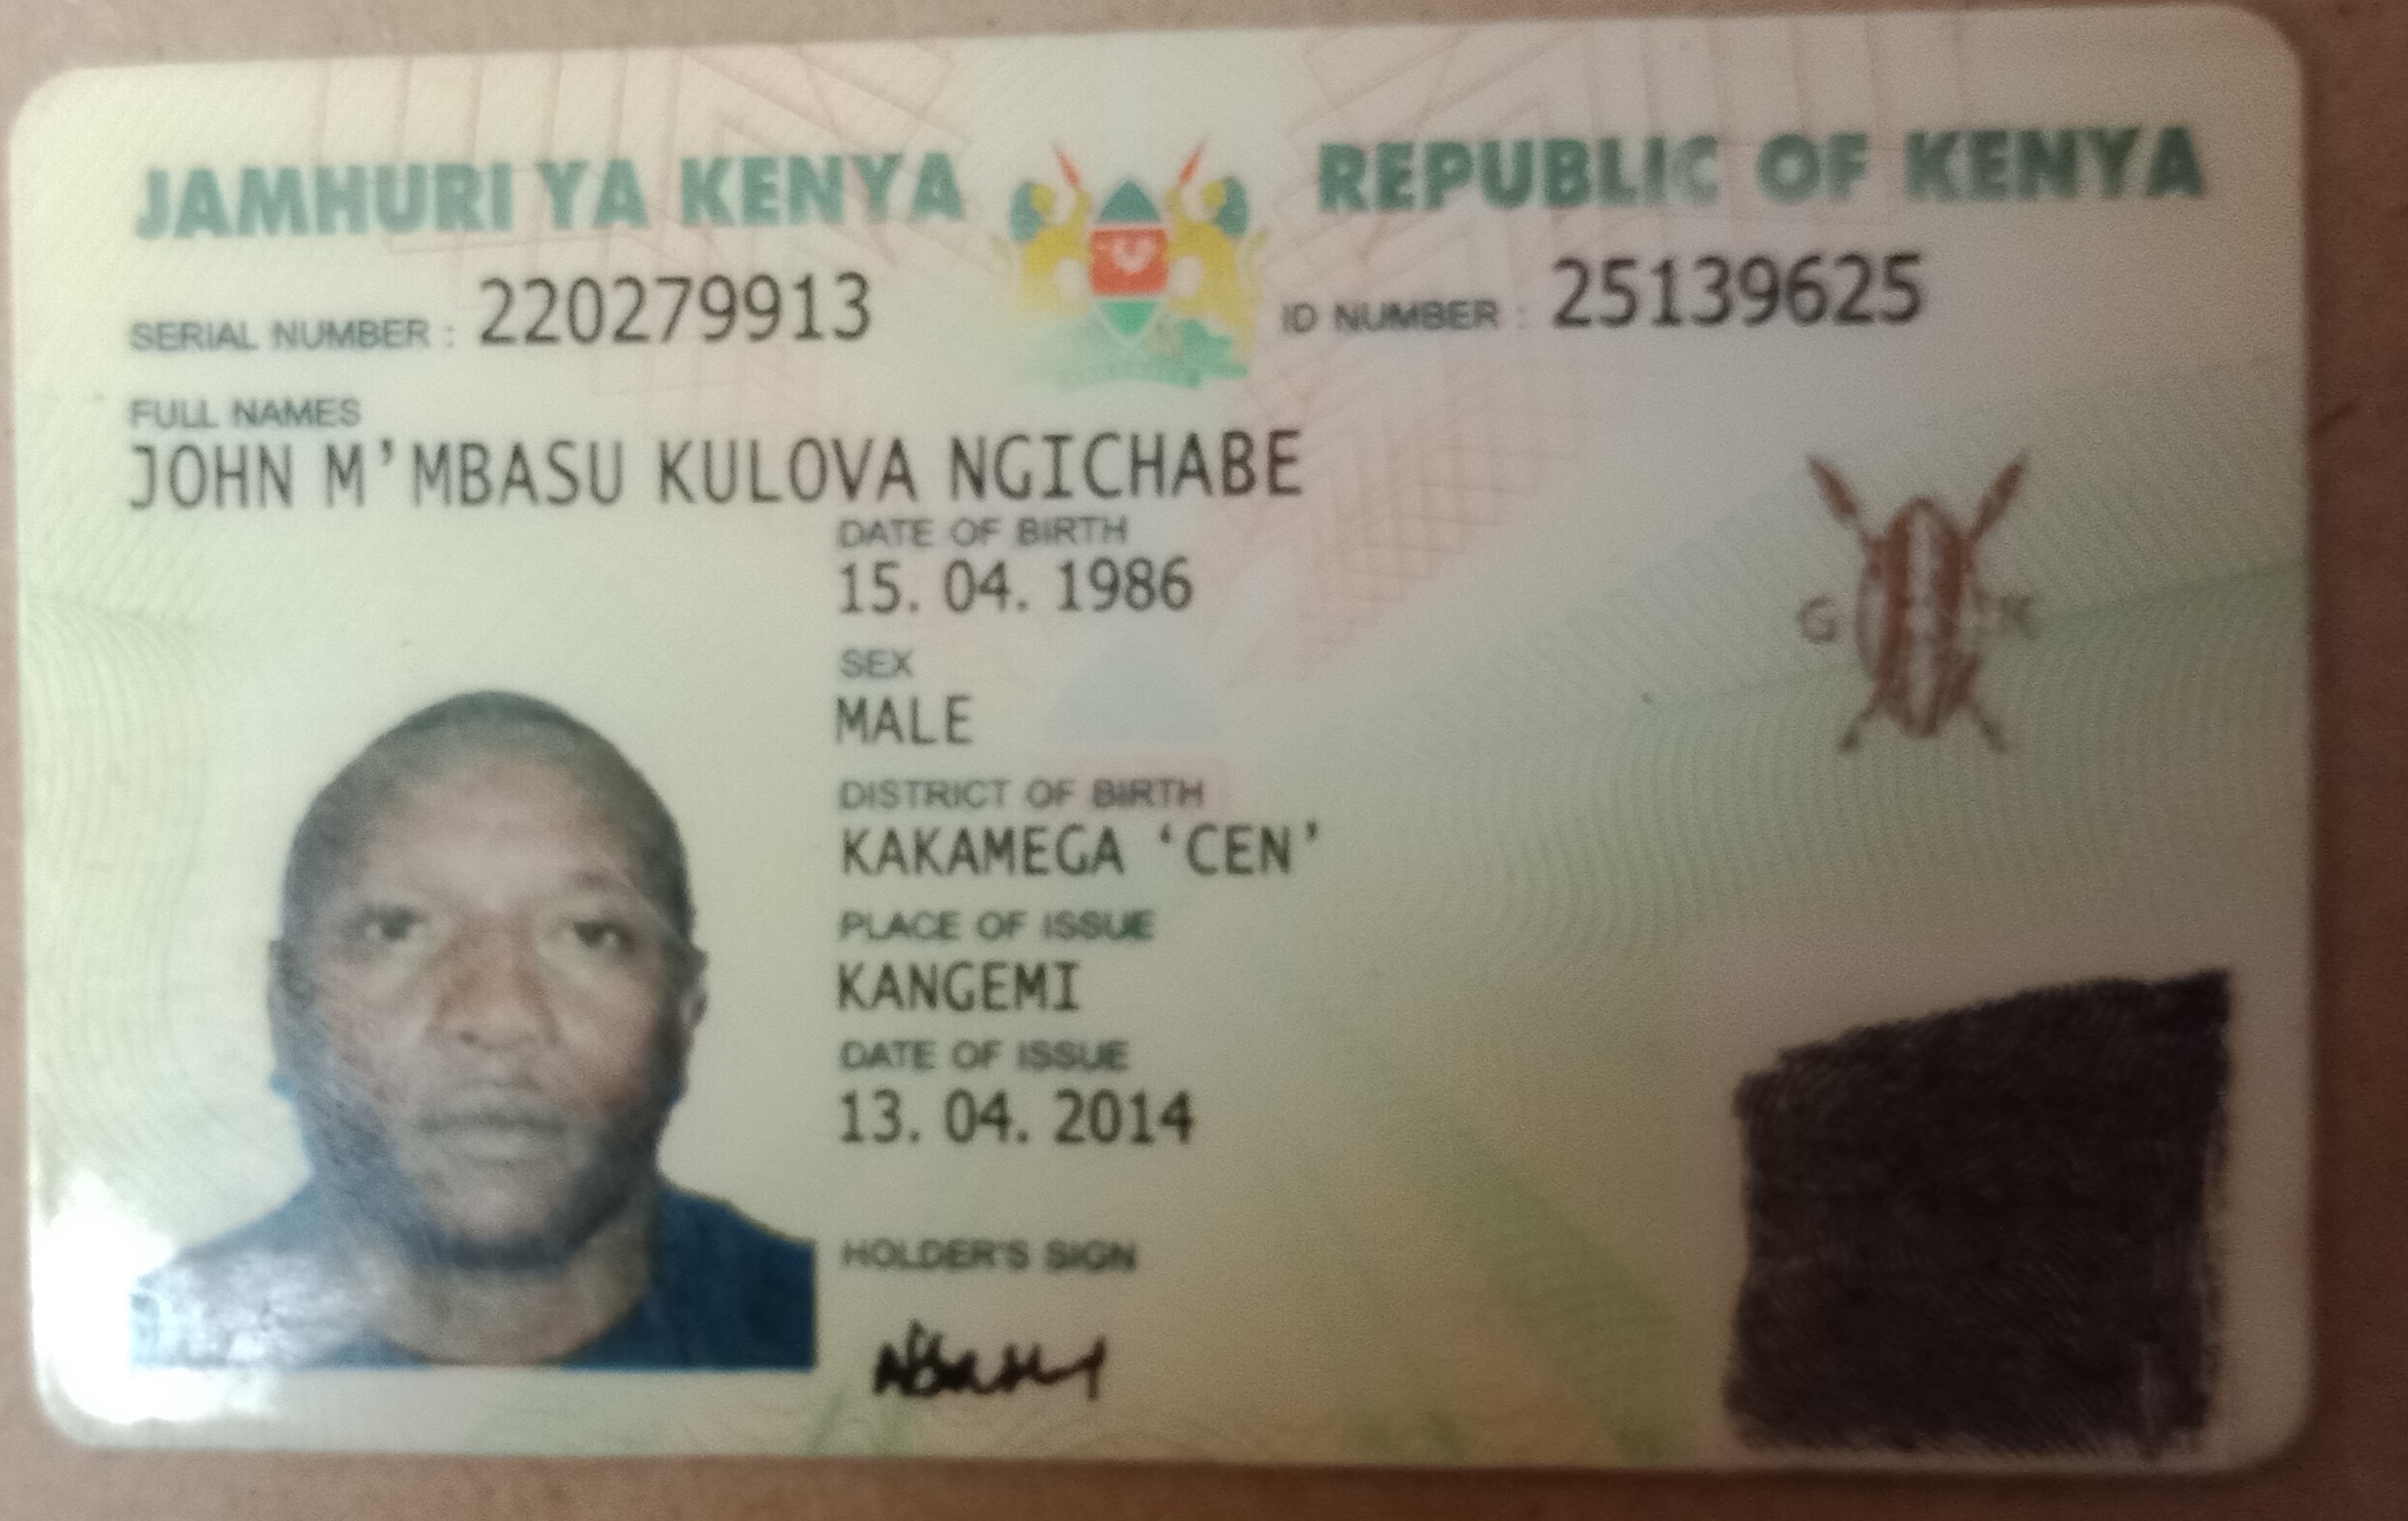 JAMHURI YA KENYA REPUBLIC OF KENYA
SERIAL NUMBER : 220279913 ID NUMBER : 25139625
FULL NAMES
JOHN M'MBASU KULOVA NGICHABE
DATE OF BIRTH
15. 04. 1986
SEX
MALE
DISTRICT OF BIRTH
KAKAMEGA 'CEN'
PLACE OF ISSUE
KANGEMI
DATE OF ISSUE
13. 04. 2014
HOLDER'S SIGN
G K